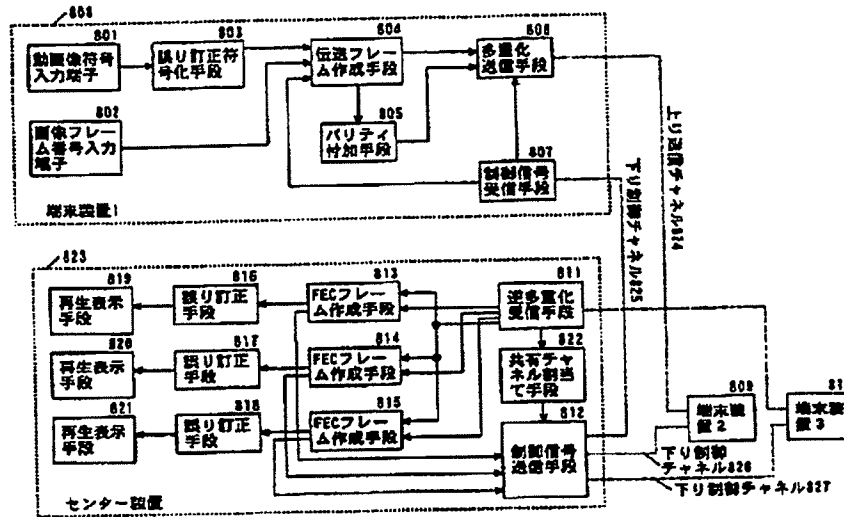 808
801
動画像符号
入力端子
803
誤り訂正符
号化手段
804
伝送フレー
ム作成手段
806
多重化
送信手段
802
画像フレー
ム番号入力
端子
805
パリティ
付加手段
807
制御信号
受信手段
端末装置1
上り送信チャネル824
下り制御チャネル825
823
819
再生表示
手段
816
誤り訂正
手段
813
FECフレー
ム作成手段
811
逆多重化
受信手段
820
再生表示
手段
817
誤り訂正
手段
814
FECフレー
ム作成手段
822
共有チャ
ネル割当
て手段
821
再生表示
手段
818
誤り訂正
手段
815
FECフレー
ム作成手段
812
制御信号
送信手段
809
端末装
置2
端末装
置3
下り制御
チャネル826
下り制御チャネル827
センター装置